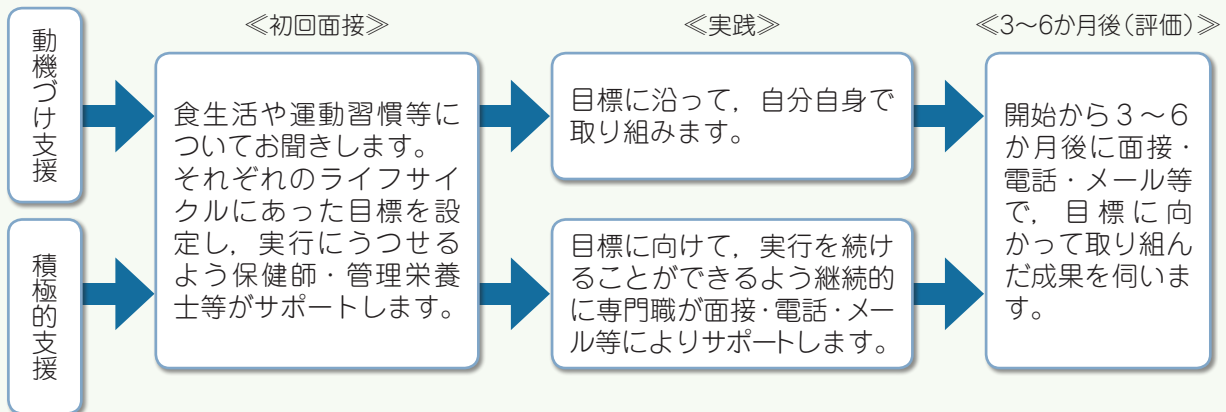 動機づけ支援
積極的支援
≪初回面接≫
食生活や運動習慣等に
ついてお聞きします。
それぞれのライフサイ
クルにあった目標を設
定し，実行にうつせる
よう保健師・管理栄養
士等がサポートします。
≪実践≫
目標に沿って，自分自身で
取り組みます。
目標に向けて，実行を続け
ることができるよう継続的
に専門職が面接・電話・メー
ル等によりサポートします。
≪3～6か月後（評価）≫
開始から３～６
か月後に面接・
電話・メール等
で，目標に向
かって取り組ん
だ成果を伺いま
す。